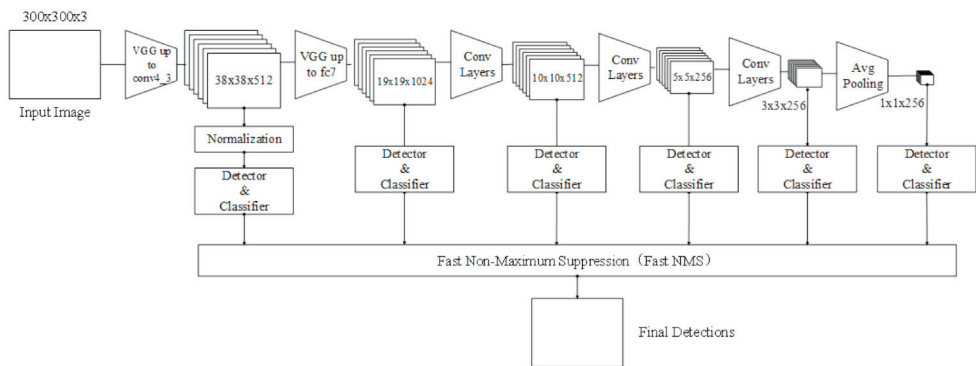 300x300x3
Input Image
VGG up
to
conv4_3
38x38x512
VGG up
to fc7
19x19x1024
Conv
Layers
10x10x512
Conv
Layers
5x5x256
Conv
Layers
3x3x256
Avg
Pooling
1x1x256
Normalization
Detector
&
Classifier
Detector
&
Classifier
Detector
&
Classifier
Detector
&
Classifier
Detector
&
Classifier
Detector
&
Classifier
Fast Non-Maximum Suppression（Fast NMS）
Final Detections